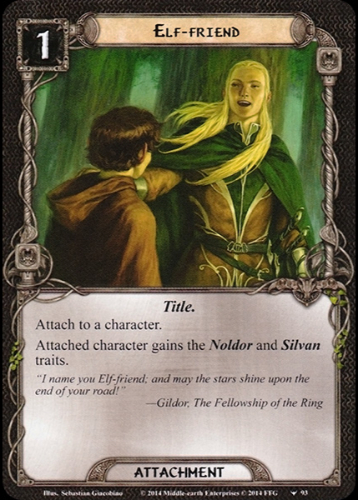 1
ELF-FRIEND
Title.
Attach to a character.
Attached character gains the Noldor and Silvan
traits.
"I name you Elf-friend; and may the stars shine upon the
end of your road!"
—Gildor, The Fellowship of the Ring
Illus. Sebastian Giacobino © 2014 Middle-earth Enterprises © 2014 FFG 93
ATTACHMENT